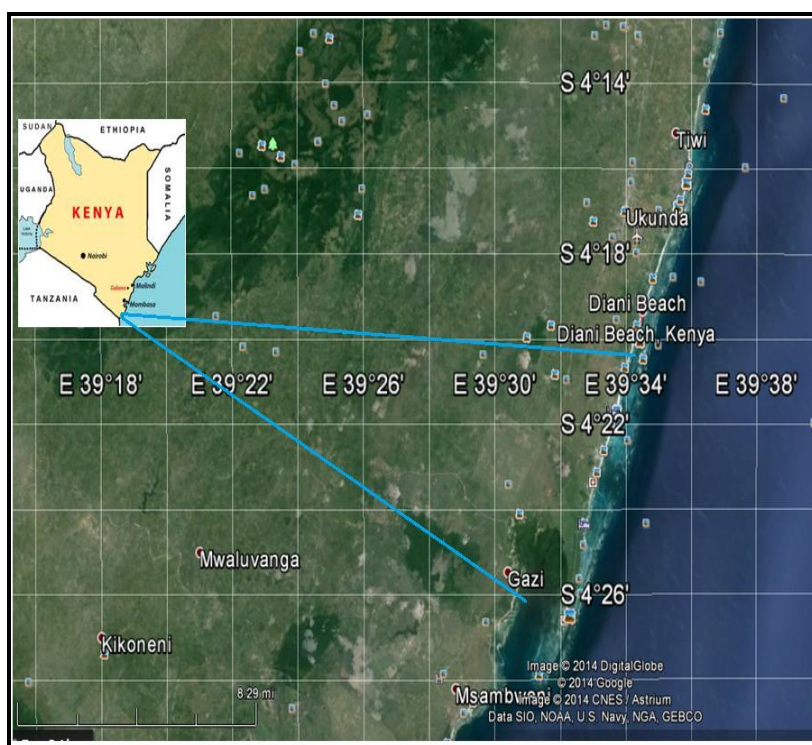 SUDAN
ETHIOPIA
UGANDA
SOMALIA
KENYA
Nairobi
Malindi
Mombasa
TANZANIA
S 4°14'
Tiwi
Ukunda
S 4°18'
Diani Beach
Diani Beach, Kenya
E 39°18'
E 39°22'
E 39°26'
E 39°30'
E 39°34'
E 39°38'
S 4°22'
Mwaluvanga
Gazi
S 4°26'
Kikoneni
8.29 mi
Msambweni
Image © 2014 DigitalGlobe
© 2014 Google
Image © 2014 CNES / Astrium
Data SIO, NOAA, U.S. Navy, NGA, GEBCO